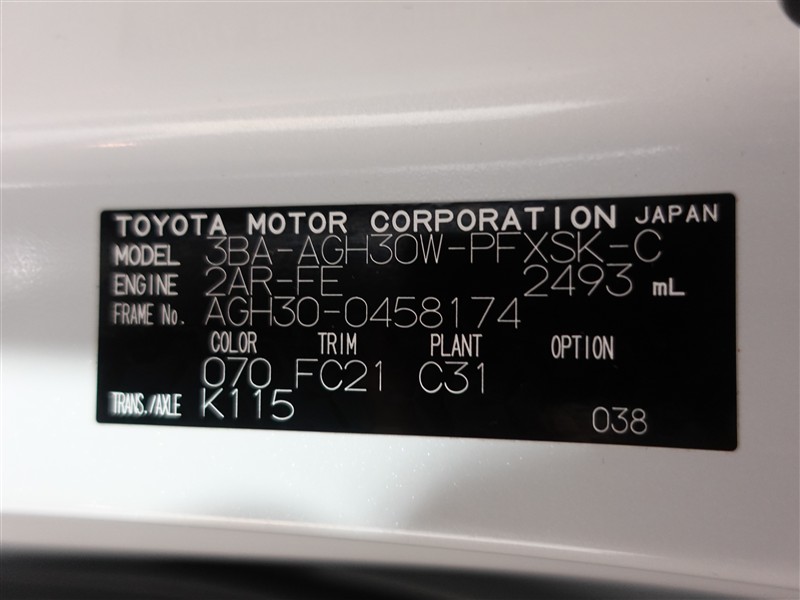 TOYOTA MOTOR CORPORATION JAPAN
MODEL 3BA-AGH30W-PFXSK-C
ENGINE 2AR-FE 2493 mL
FRAME No. AGH30-0458174
COLOR TRIM PLANT OPTION
070 FC21 C31
TRANS./AXLE K115
038